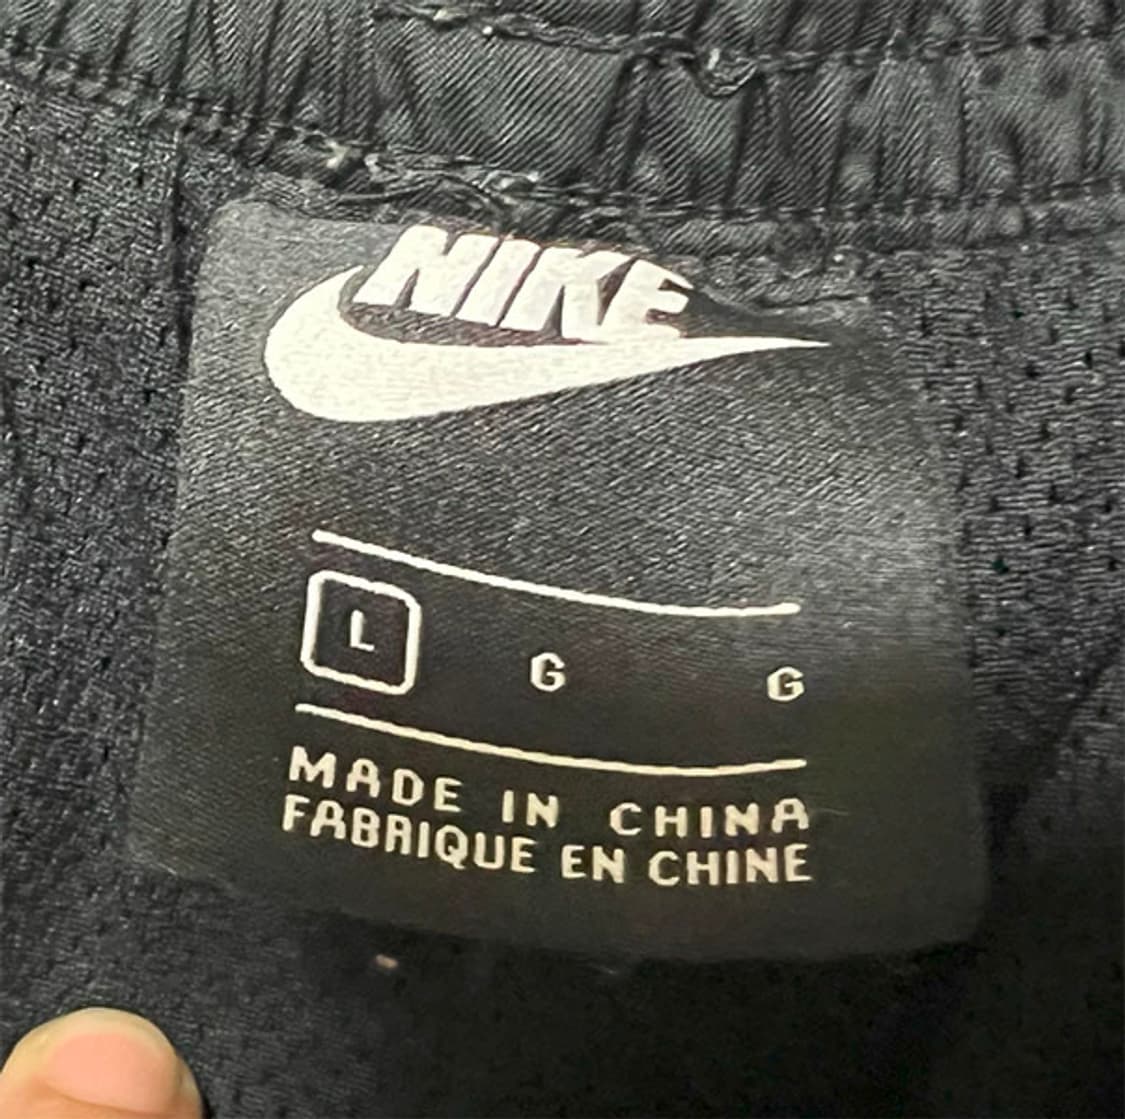 NIKE
L G G
MADE IN CHINA
FABRIQUE EN CHINE